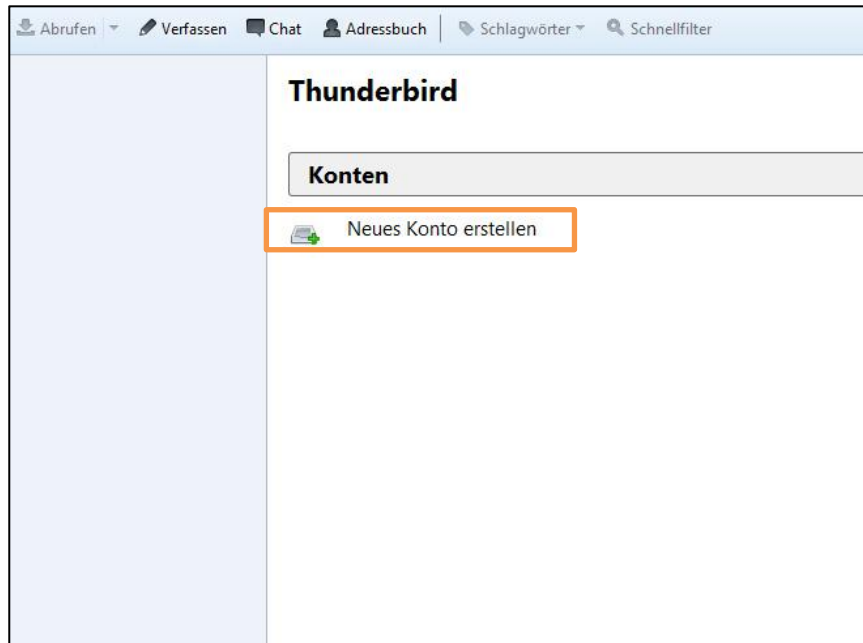 Abrufen Verfassen Chat Adressbuch Schlagwörter Schnellfilter
Thunderbird
Konten
Neues Konto erstellen